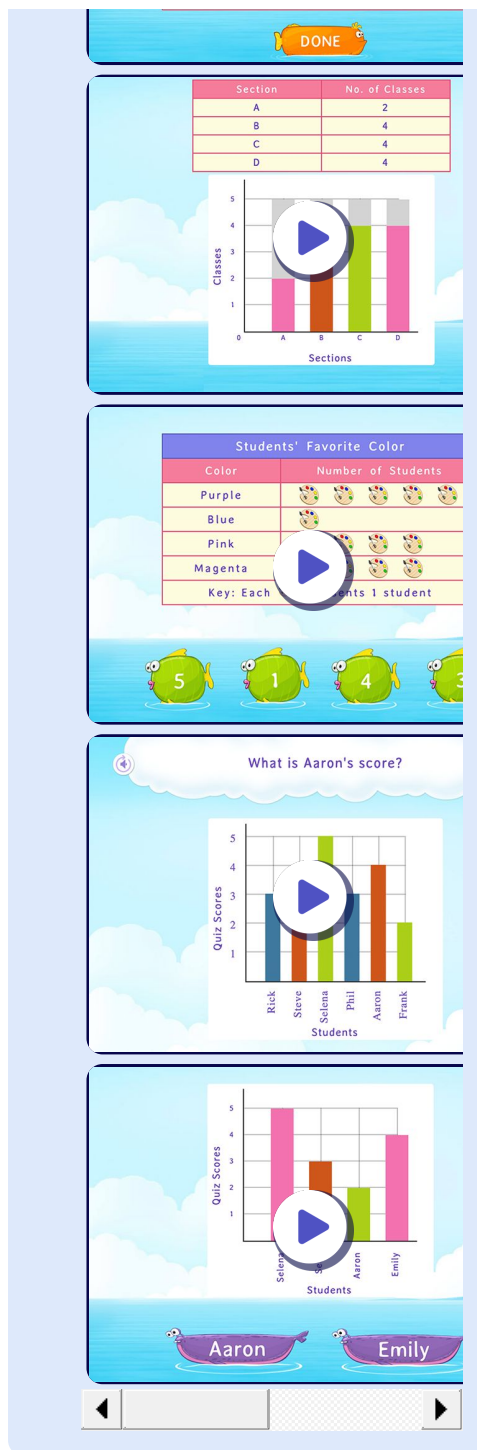 DONE
Section No. of Classes
A 2
B 4
C 4
D 4
5
4
3
2
1
0 A B C D
Classes
Sections
Students' Favorite Color
Color Number of Students
Purple
Blue
Pink
Magenta
Key: Each ents 1 student
5 1 4 3
What is Aaron's score?
5
4
3
2
1
Quiz Scores
Rick Steve Selena Phil Aaron Frank
Students
5
4
3
2
1
Quiz Scores
Selena Aaron Emily
Students
Aaron Emily